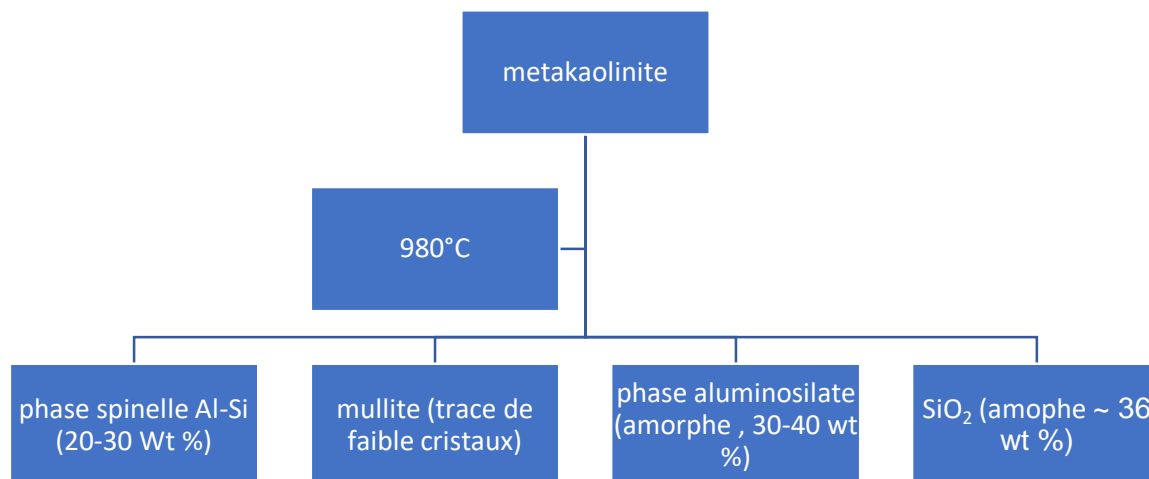 metakaolinite
980°C
phase spinelle Al-Si
(20-30 Wt %)
mullite (trace de
faible cristaux)
phase aluminosilate
(amorphe , 30-40 wt
%)
SiO₂ (amophe ~ 36
wt %)